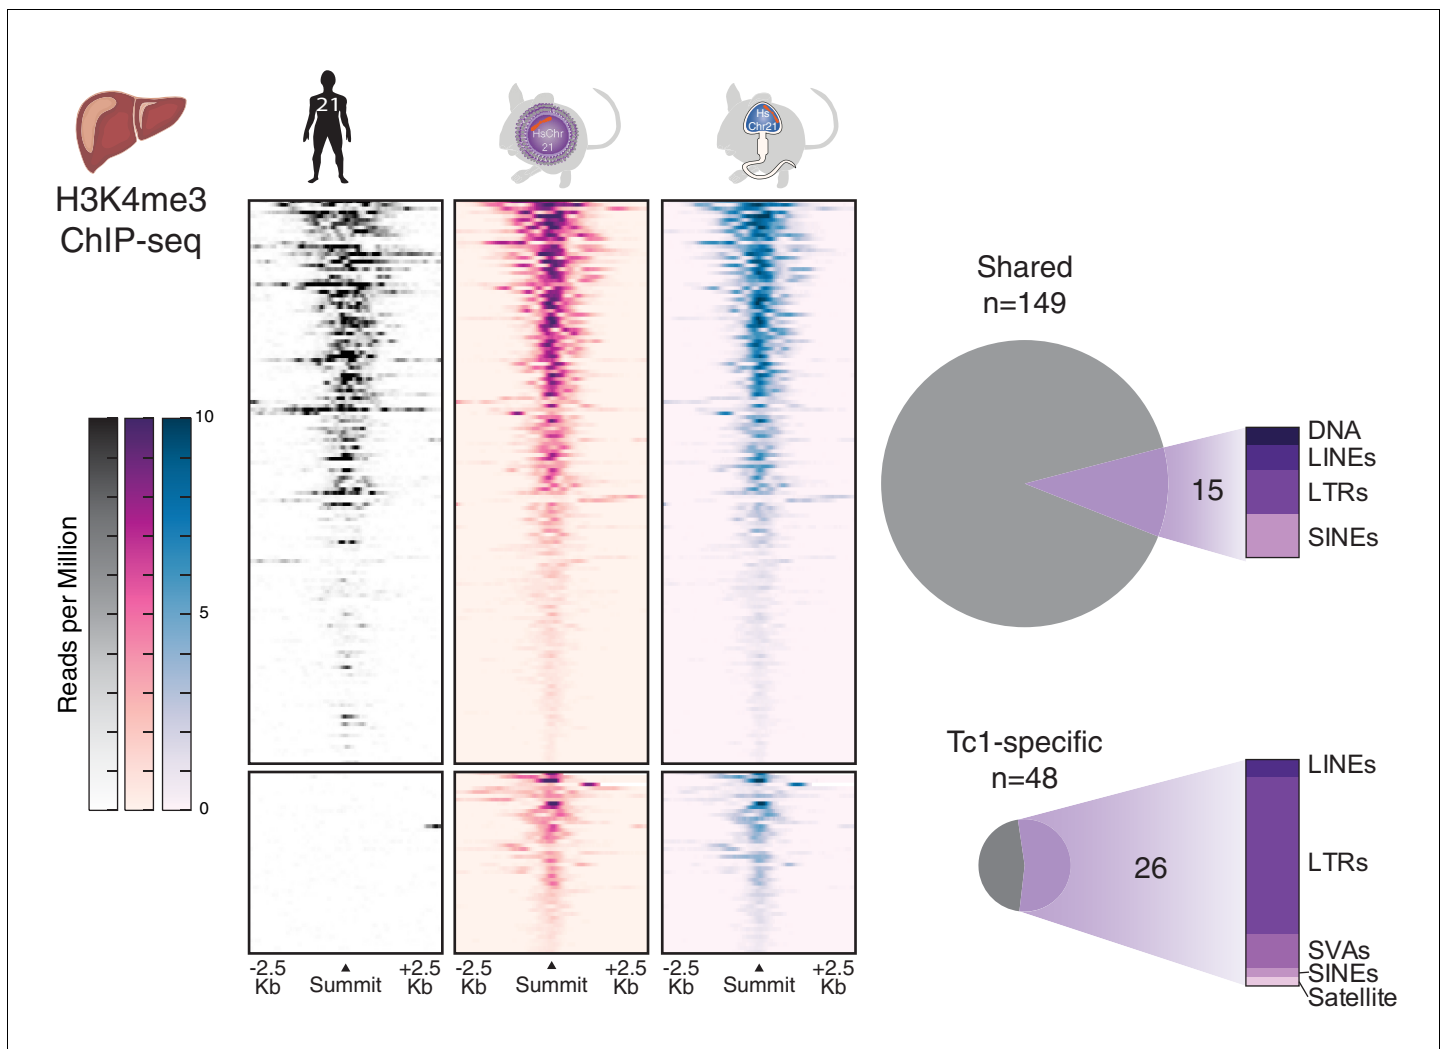 21
HsChr
21
Hs
Chr21
H3K4me3
ChIP-seq
Shared
n=149
10
5
0
Reads per Million
DNA
LINEs
LTRs
SINEs
15
Tc1-specific
n=48
LINEs
LTRs
SVAs
SINEs
Satellite
26
-2.5
Kb
Summit
+2.5
Kb
-2.5
Kb
Summit
+2.5
Kb
-2.5
Kb
Summit
+2.5
Kb